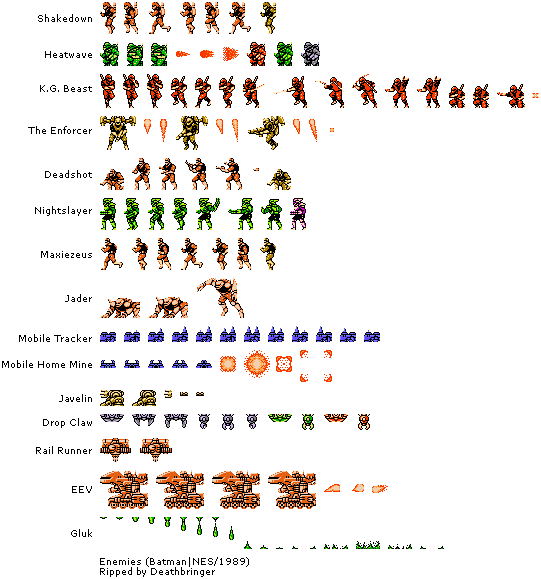 Shakedown
Heatwave
K.G. Beast
The Enforcer
Deadshot
Nightslayer
Maxiezeus
Jader
Mobile Tracker
Mobile Home Mine
Javelin
Drop Claw
Rail Runner
EEV
Gluk
Enemies (Batman|NES/1989)
Ripped by Deathbringer